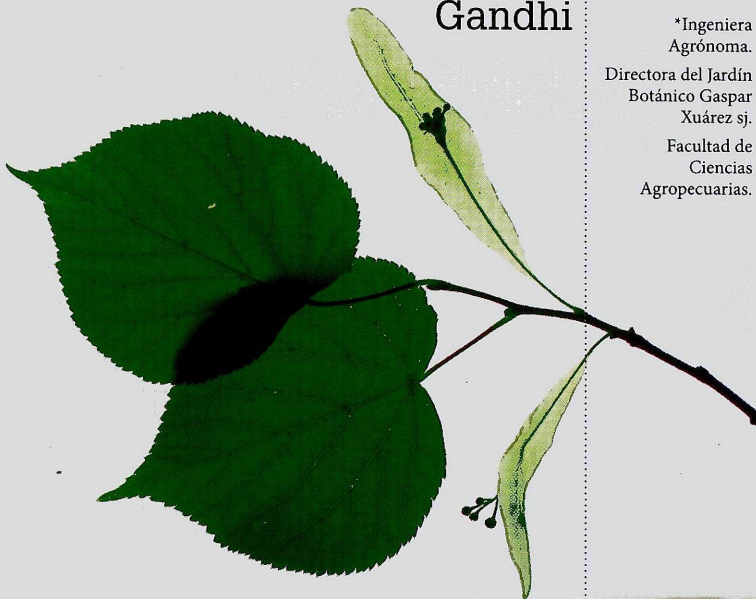 Gandhi
*Ingeniera
Agrónoma.
Directora del Jardín
Botánico Gaspar
Xuárez sj.
Facultad de
Ciencias
Agropecuarias.